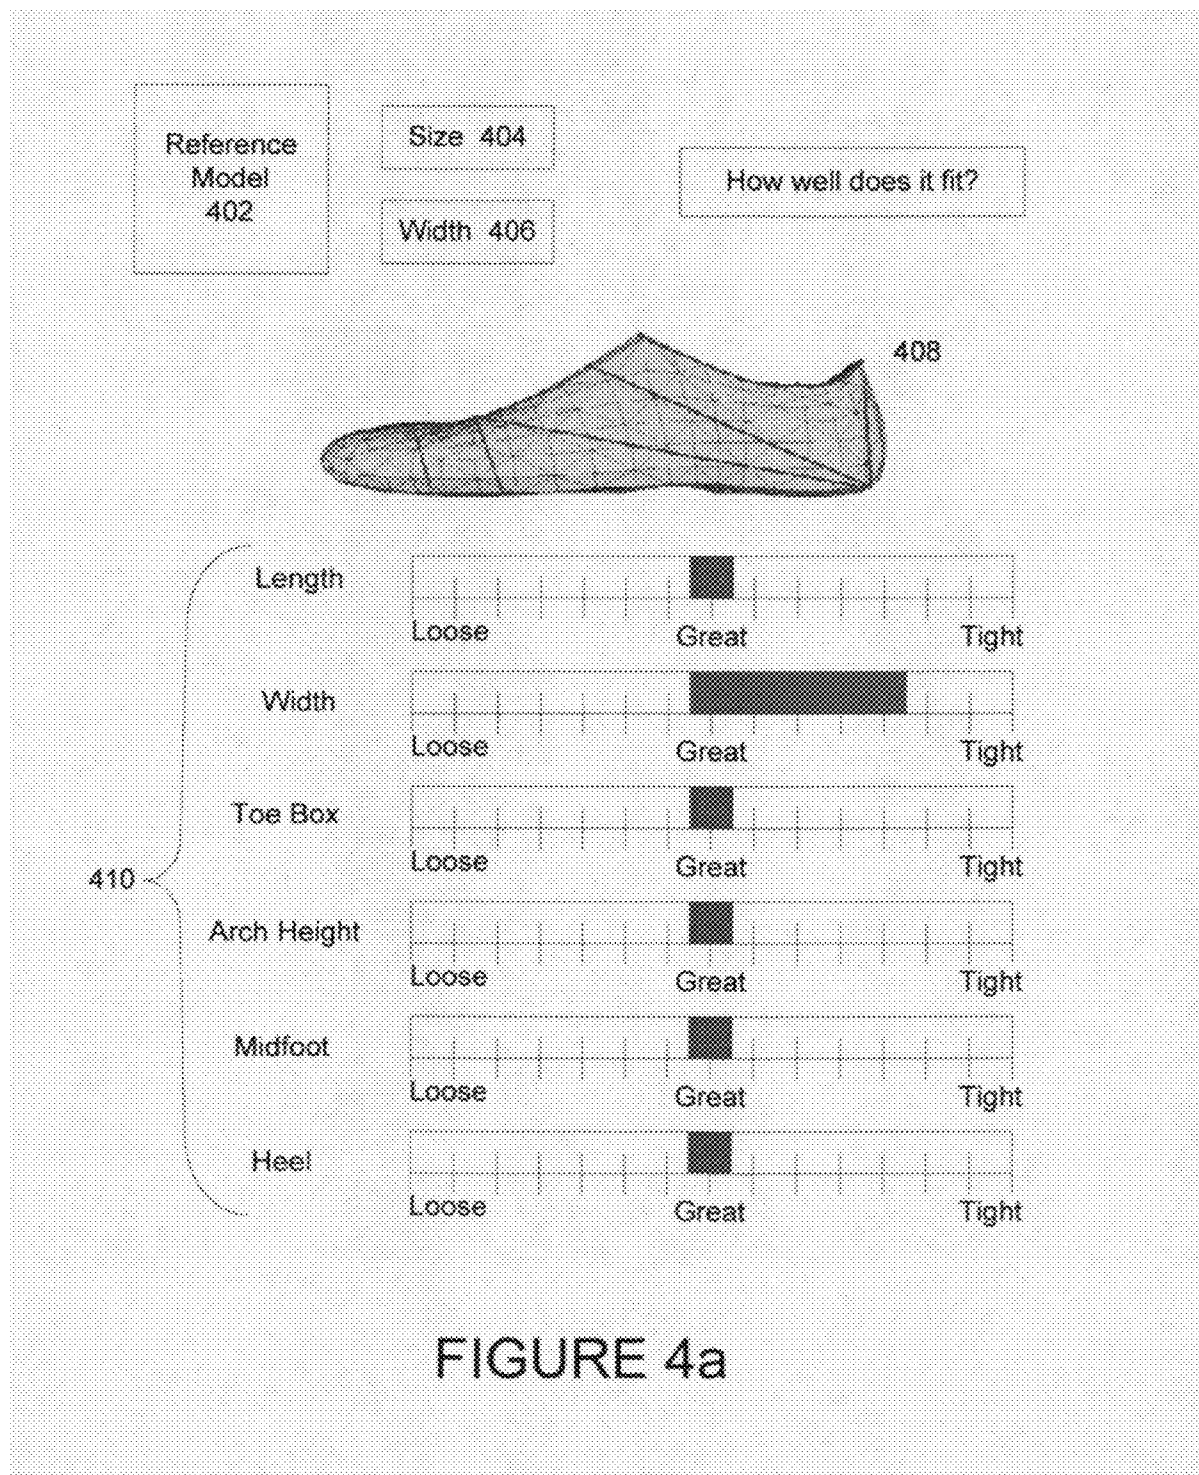 Reference
Model
402
Size 404
Width 406
How well does it fit?
408
410
Length
Loose Great Tight
Width
Loose Great Tight
Toe Box
Loose Great Tight
Arch Height
Loose Great Tight
Midfoot
Loose Great Tight
Heel
Loose Great Tight
FIGURE 4a